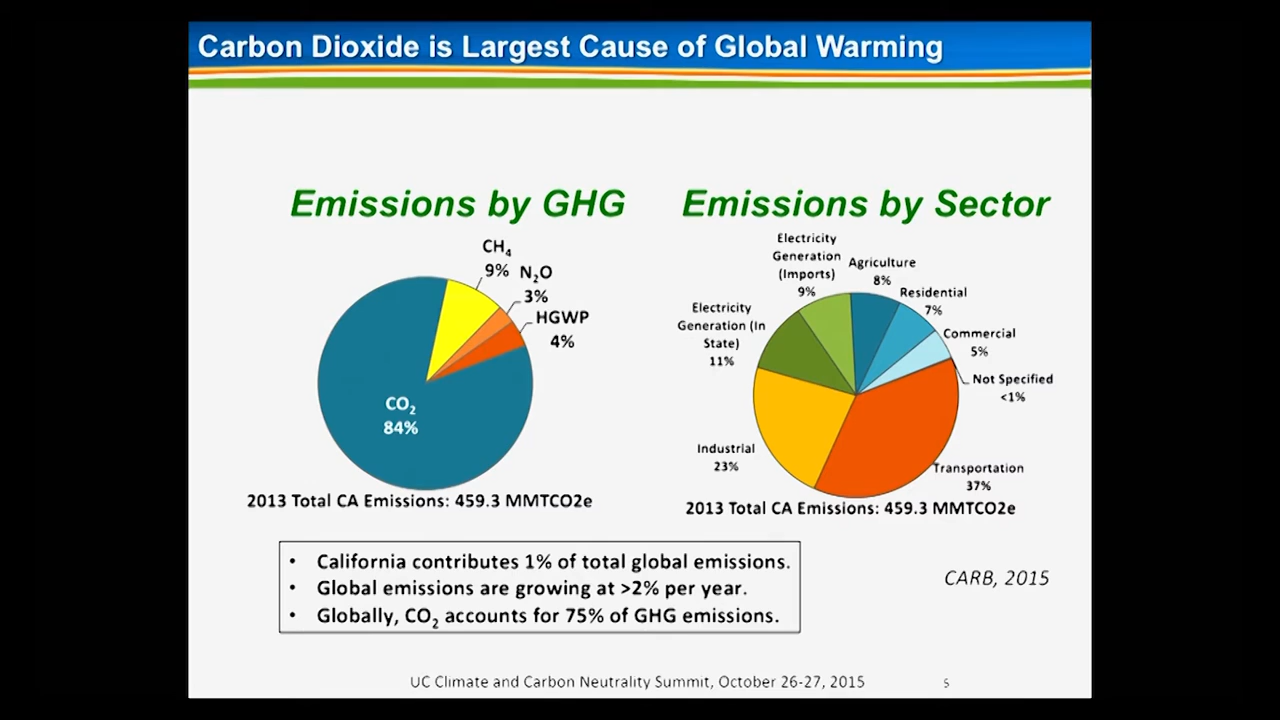 Carbon Dioxide is Largest Cause of Global Warming
Emissions by GHG
CH₄
9%
N₂O
3%
HGWP
4%
CO₂
84%
2013 Total CA Emissions: 459.3 MMTCO2e
Emissions by Sector
Electricity
Generation
(Imports)
9%
Agriculture
8%
Residential
7%
Commercial
5%
Not Specified
<1%
Transportation
37%
Industrial
23%
Electricity
Generation (In
State)
11%
2013 Total CA Emissions: 459.3 MMTCO2e
• California contributes 1% of total global emissions.
• Global emissions are growing at >2% per year.
• Globally, CO₂ accounts for 75% of GHG emissions.
CARB, 2015
UC Climate and Carbon Neutrality Summit, October 26-27, 2015
5